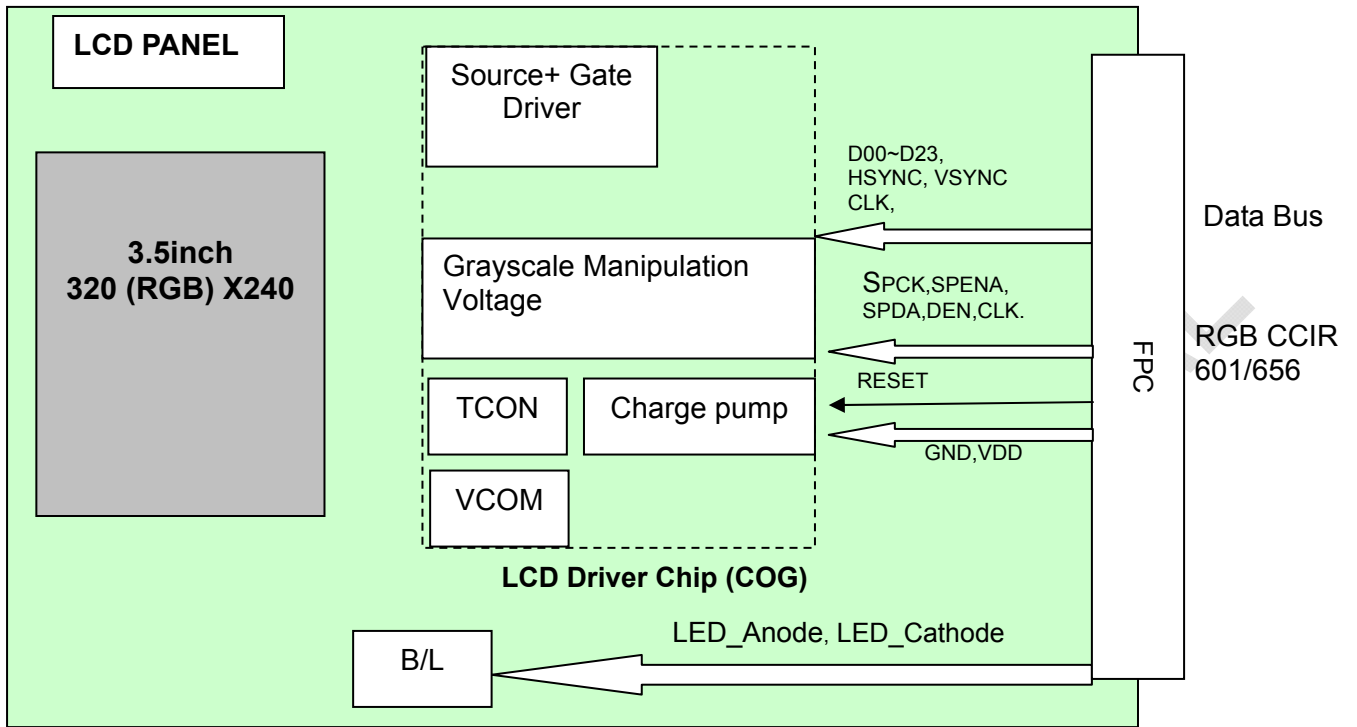 LCD PANEL
Source+ Gate
Driver
D00~D23,
HSYNC, VSYNC
CLK,
Data Bus
3.5inch
320 (RGB) X240
Grayscale Manipulation
Voltage
SPCK,SPENA,
SPDA,DEN,CLK.
RGB CCIR
601/656
FPC
RESET
TCON
Charge pump
GND,VDD
VCOM
LCD Driver Chip (COG)
LED_Anode, LED_Cathode
B/L